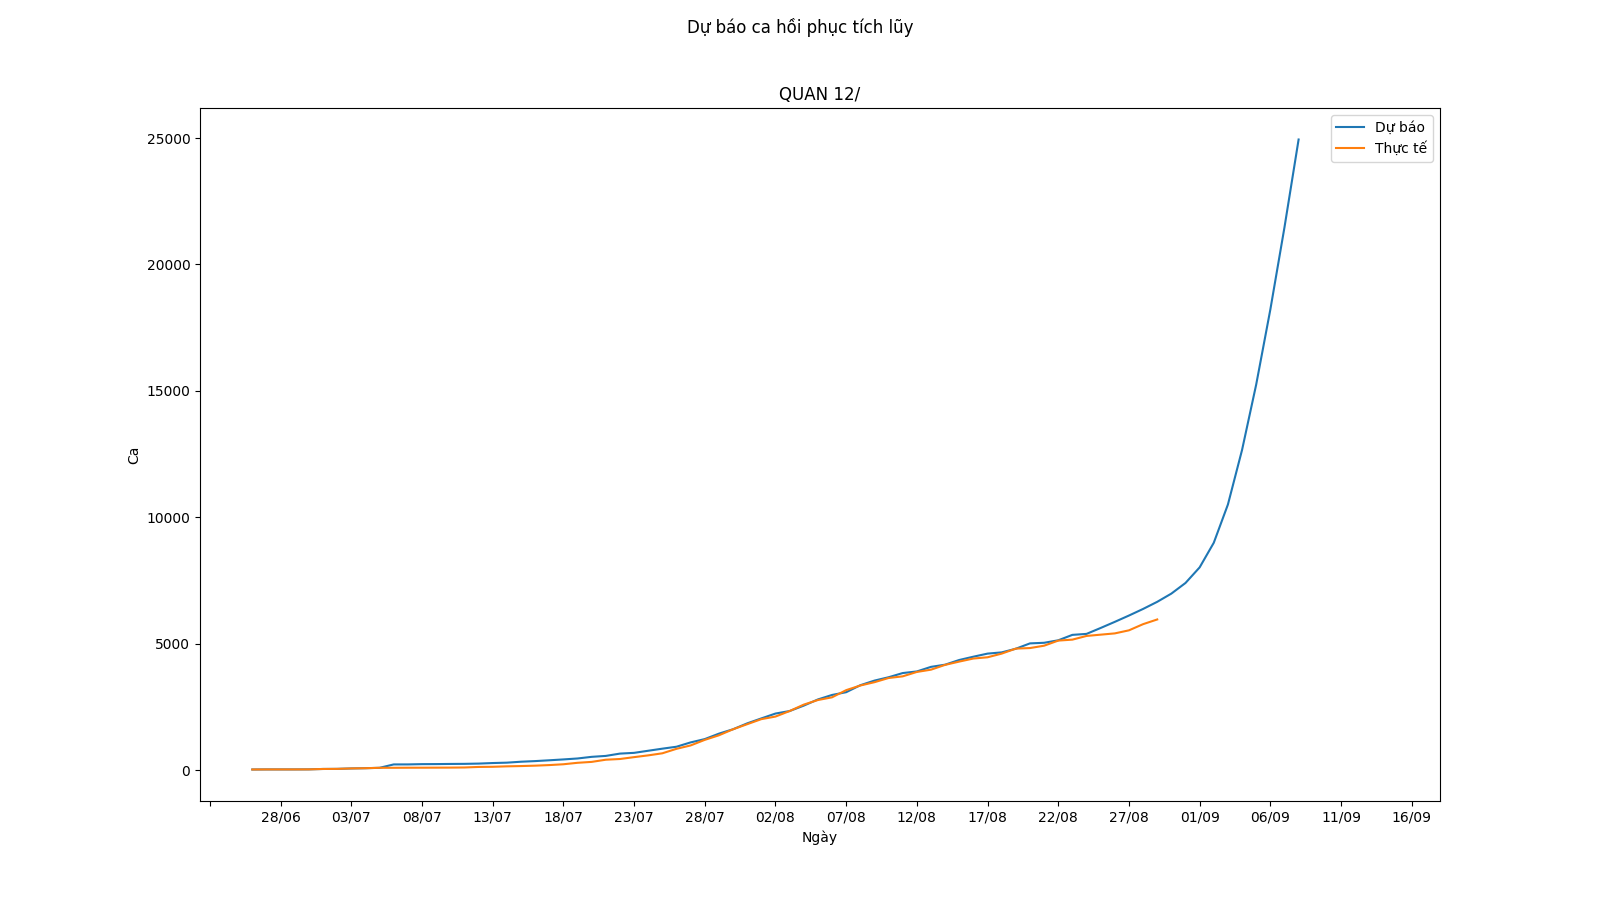 Dự báo ca hồi phục tích lũy
QUAN 12/
Dự báo
Thực tế
25000
20000
15000
10000
5000
0
Ca
28/06 03/07 08/07 13/07 18/07 23/07 28/07 02/08 07/08 12/08 17/08 22/08 27/08 01/09 06/09 11/09 16/09
Ngày